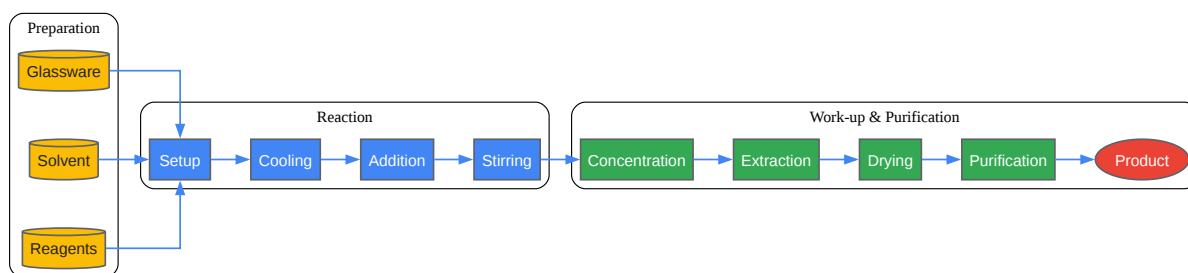 Preparation
Glassware
Solvent
Reagents
Reaction
Setup
Cooling
Addition
Stirring
Work-up & Purification
Concentration
Extraction
Drying
Purification
Product